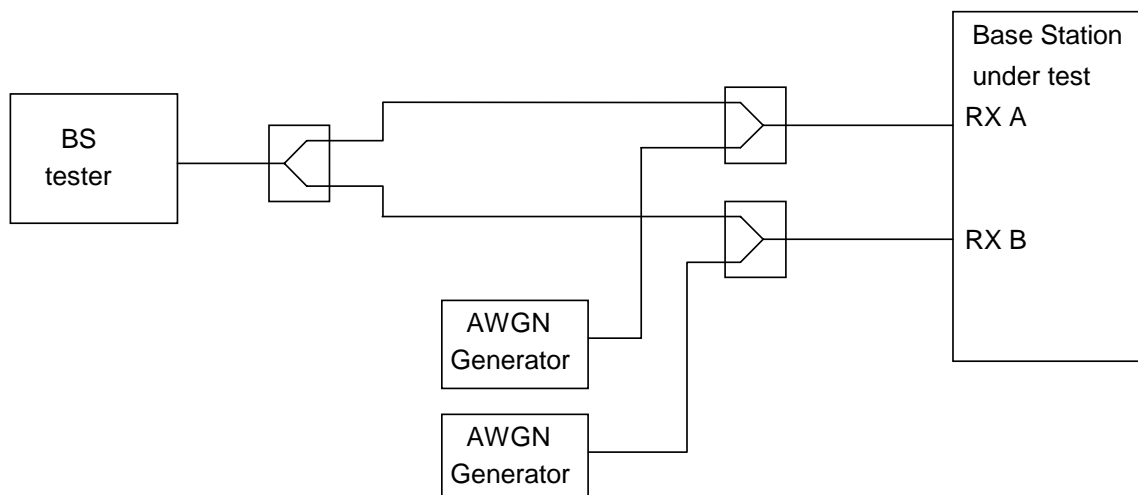 Base Station
under test
BS
tester
RX A
RX B
AWGN
Generator
AWGN
Generator